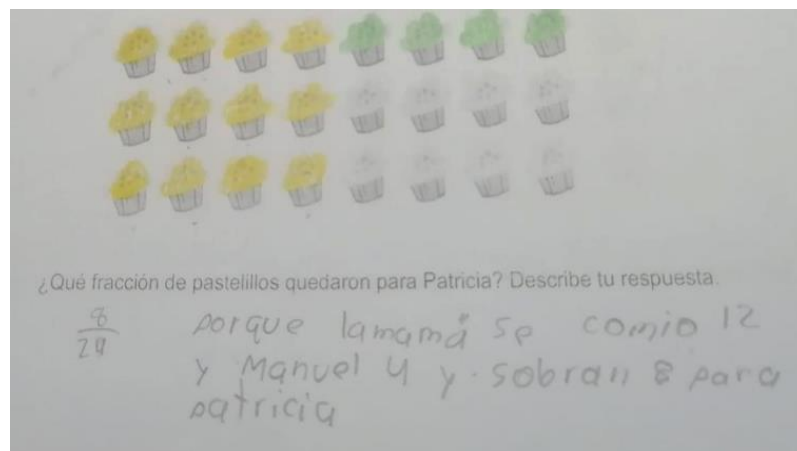 ¿Qué fracción de pastelillos quedaron para Patricia? Describe tu respuesta.
8/24 porque lamamá se comio 12
y Manuel 4 y sobran 8 para
patricia